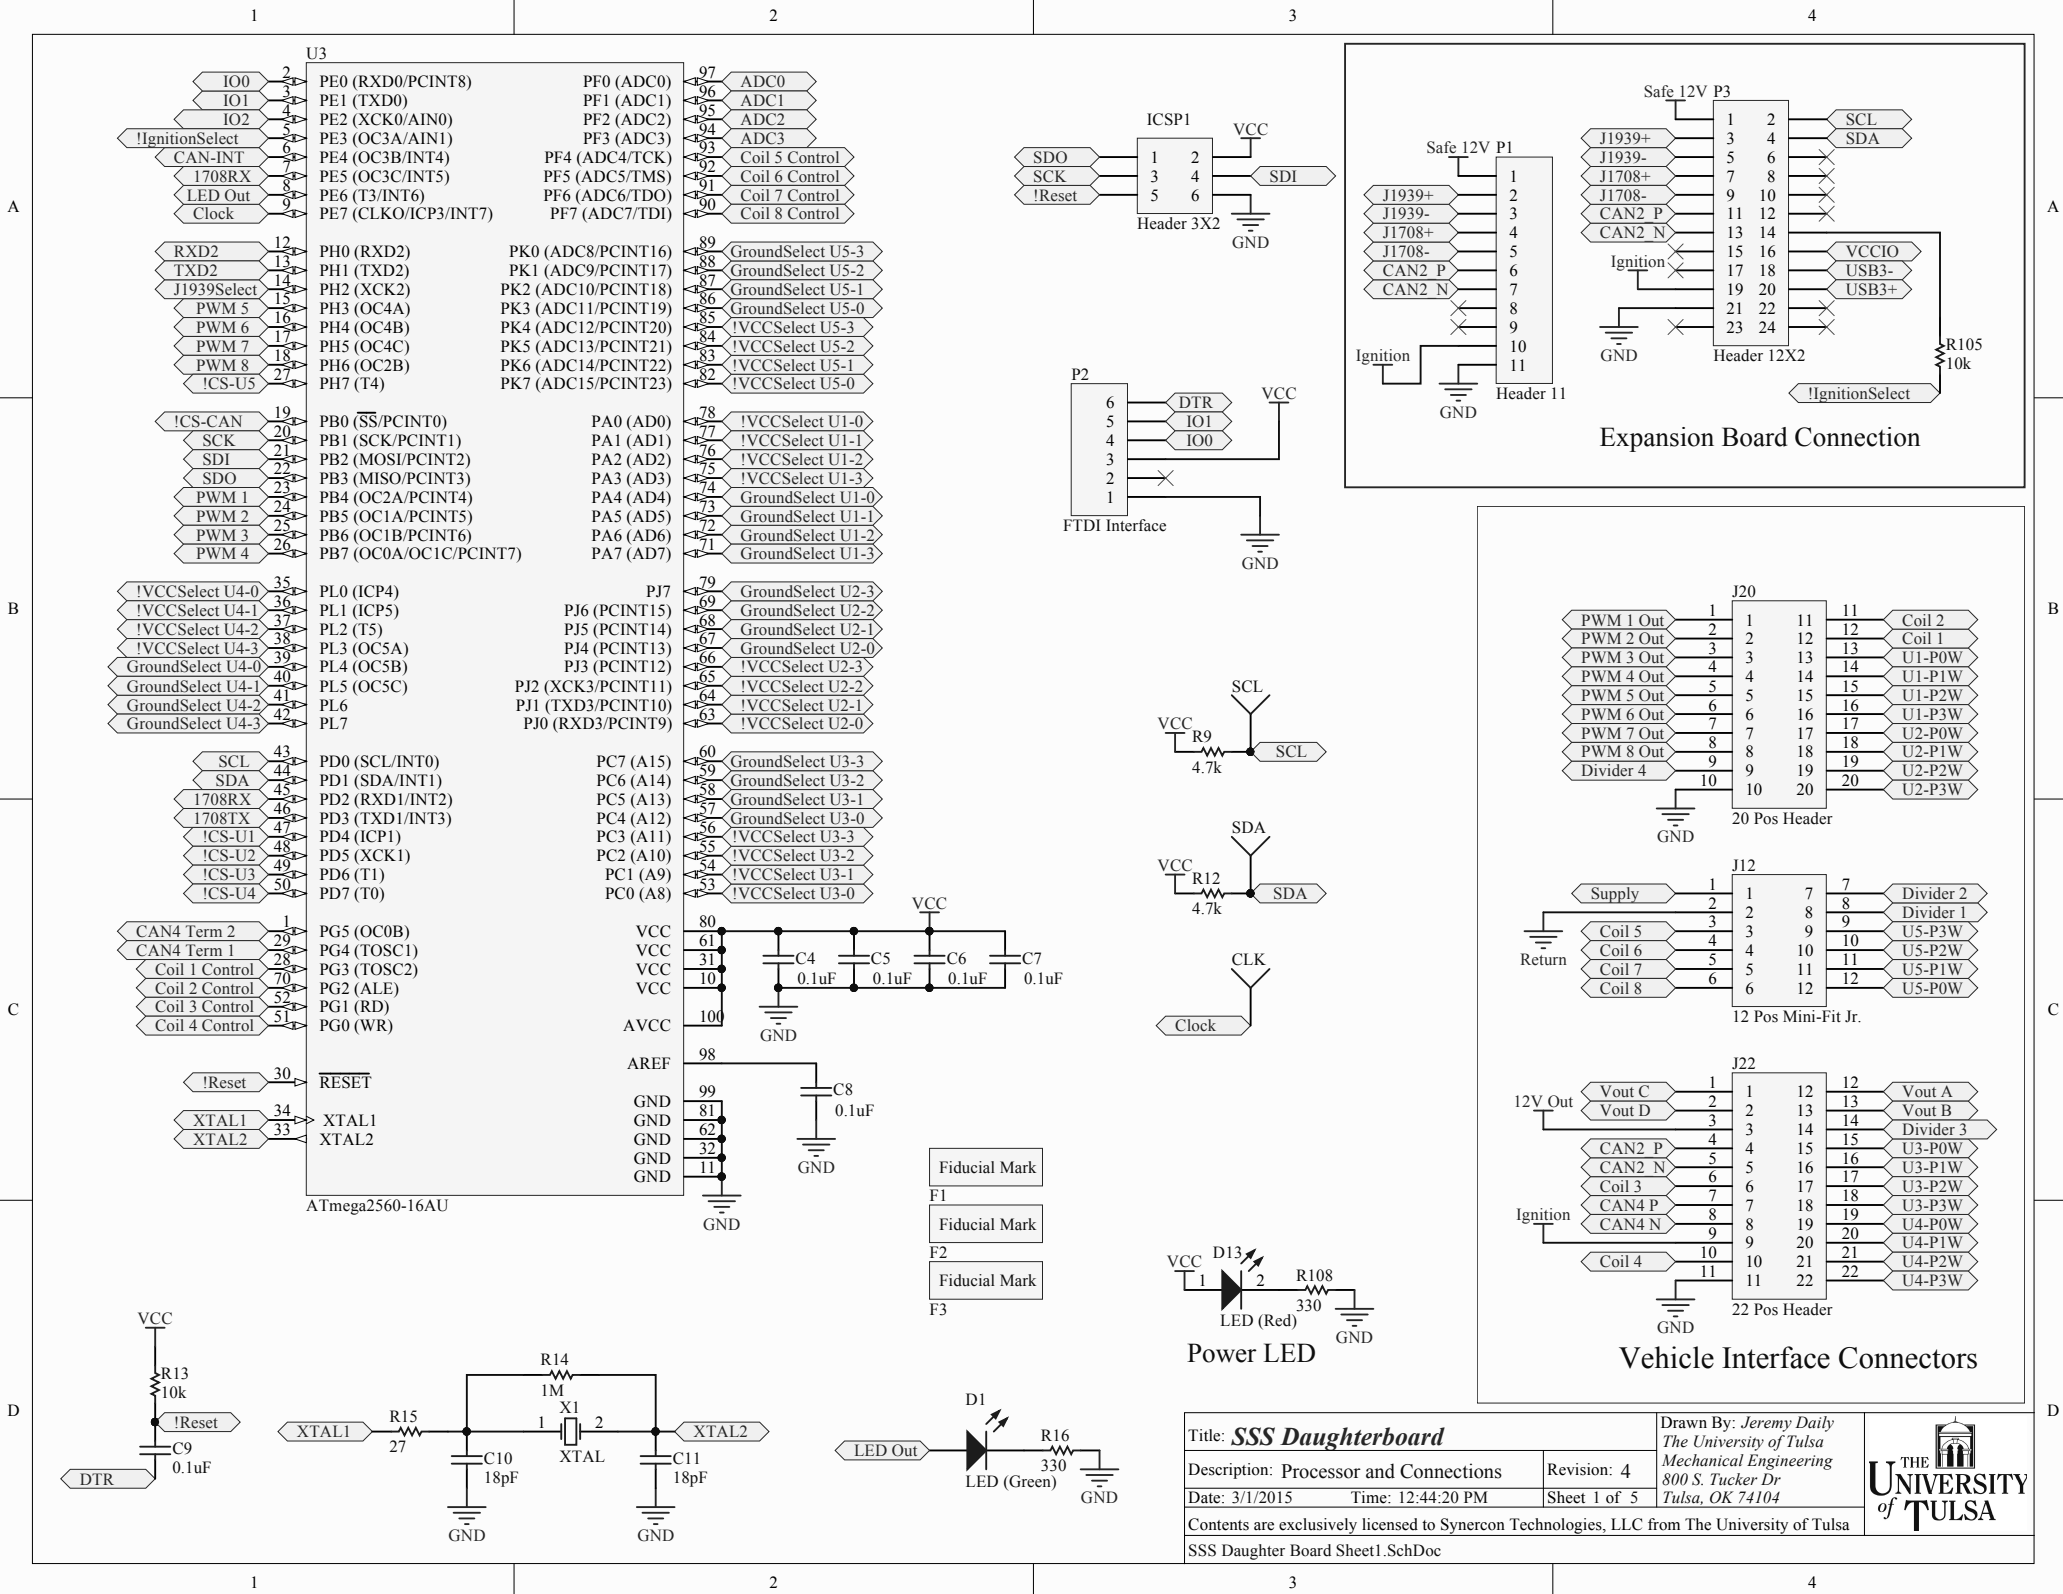 1 2 3 4
A A
B B
C C
D D
1 2 3 4
U3
IO0 2 PE0 (RXD0/PCINT8) PF0 (ADC0) 97 ADC0
IO1 3 PE1 (TXD0) PF1 (ADC1) 96 ADC1
IO2 4 PE2 (XCK0/AIN0) PF2 (ADC2) 95 ADC2
!IgnitionSelect 5 PE3 (OC3A/AIN1) PF3 (ADC3) 94 ADC3
CAN-INT 6 PE4 (OC3B/INT4) PF4 (ADC4/TCK) 93 Coil 5 Control
1708RX 7 PE5 (OC3C/INT5) PF5 (ADC5/TMS) 92 Coil 6 Control
LED Out 8 PE6 (T3/INT6) PF6 (ADC6/TDO) 91 Coil 7 Control
Clock 9 PE7 (CLKO/ICP3/INT7) PF7 (ADC7/TDI) 90 Coil 8 Control
RXD2 12 PH0 (RXD2) PK0 (ADC8/PCINT16) 89 GroundSelect U5-3
TXD2 13 PH1 (TXD2) PK1 (ADC9/PCINT17) 88 GroundSelect U5-2
J1939Select 14 PH2 (XCK2) PK2 (ADC10/PCINT18) 87 GroundSelect U5-1
PWM 5 15 PH3 (OC4A) PK3 (ADC11/PCINT19) 86 GroundSelect U5-0
PWM 6 16 PH4 (OC4B) PK4 (ADC12/PCINT20) 85 !VCCSelect U5-3
PWM 7 17 PH5 (OC4C) PK5 (ADC13/PCINT21) 84 !VCCSelect U5-2
PWM 8 18 PH6 (OC2B) PK6 (ADC14/PCINT22) 83 !VCCSelect U5-1
!CS-U5 27 PH7 (T4) PK7 (ADC15/PCINT23) 82 !VCCSelect U5-0
!CS-CAN 19 PB0 (SS/PCINT0) PA0 (AD0) 78 !VCCSelect U1-0
SCK 20 PB1 (SCK/PCINT1) PA1 (AD1) 77 !VCCSelect U1-1
SDI 21 PB2 (MOSI/PCINT2) PA2 (AD2) 76 !VCCSelect U1-2
SDO 22 PB3 (MISO/PCINT3) PA3 (AD3) 75 !VCCSelect U1-3
PWM 1 23 PB4 (OC2A/PCINT4) PA4 (AD4) 74 GroundSelect U1-0
PWM 2 24 PB5 (OC1A/PCINT5) PA5 (AD5) 73 GroundSelect U1-1
PWM 3 25 PB6 (OC1B/PCINT6) PA6 (AD6) 72 GroundSelect U1-2
PWM 4 26 PB7 (OC0A/OC1C/PCINT7) PA7 (AD7) 71 GroundSelect U1-3
!VCCSelect U4-0 35 PL0 (ICP4) PJ7 79 GroundSelect U2-3
!VCCSelect U4-1 36 PL1 (ICP5) PJ6 (PCINT15) 69 GroundSelect U2-2
!VCCSelect U4-2 37 PL2 (T5) PJ5 (PCINT14) 68 GroundSelect U2-1
!VCCSelect U4-3 38 PL3 (OC5A) PJ4 (PCINT13) 67 GroundSelect U2-0
GroundSelect U4-0 39 PL4 (OC5B) PJ3 (PCINT12) 66 !VCCSelect U2-3
GroundSelect U4-1 40 PL5 (OC5C) PJ2 (XCK3/PCINT11) 65 !VCCSelect U2-2
GroundSelect U4-2 41 PL6 PJ1 (TXD3/PCINT10) 64 !VCCSelect U2-1
GroundSelect U4-3 42 PL7 PJ0 (RXD3/PCINT9) 63 !VCCSelect U2-0
SCL 43 PD0 (SCL/INT0) PC7 (A15) 60 GroundSelect U3-3
SDA 44 PD1 (SDA/INT1) PC6 (A14) 59 GroundSelect U3-2
1708RX 45 PD2 (RXD1/INT2) PC5 (A13) 58 GroundSelect U3-1
1708TX 46 PD3 (TXD1/INT3) PC4 (A12) 57 GroundSelect U3-0
!CS-U1 47 PD4 (ICP1) PC3 (A11) 56 !VCCSelect U3-3
!CS-U2 48 PD5 (XCK1) PC2 (A10) 55 !VCCSelect U3-2
!CS-U3 49 PD6 (T1) PC1 (A9) 54 !VCCSelect U3-1
!CS-U4 50 PD7 (T0) PC0 (A8) 53 !VCCSelect U3-0
CAN4 Term 2 1 PG5 (OC0B) VCC 80
CAN4 Term 1 29 PG4 (TOSC1) VCC 61
Coil 1 Control 28 PG3 (TOSC2) VCC 31
Coil 2 Control 70 PG2 (ALE) VCC 10
Coil 3 Control 52 PG1 (RD)
Coil 4 Control 51 PG0 (WR) AVCC 100
AREF 98
!Reset 30 RESET
GND 99
XTAL1 34 XTAL1 GND 81
XTAL2 33 XTAL2 GND 62
GND 32
GND 11
ATmega2560-16AU
GND
VCC
C4 C5 C6 C7
0.1uF 0.1uF 0.1uF 0.1uF
GND
C8
0.1uF
GND
Fiducial Mark
F1
Fiducial Mark
F2
Fiducial Mark
F3
ICSP1
VCC
SDO 1 2
SCK 3 4 SDI
!Reset 5 6
Header 3X2
GND
P2
VCC
6 DTR
5 IO1
4 IO0
3
2
1
FTDI Interface
GND
SCL
VCC
R9
4.7k
SCL
SDA
VCC
R12
4.7k
SDA
CLK
Clock
Safe 12V P1
1
J1939+ 2
J1939- 3
J1708+ 4
J1708- 5
CAN2_P 6
CAN2_N 7
8
9
Ignition 10
11
Header 11
GND
Safe 12V P3
1 2 SCL
J1939+ 3 4 SDA
J1939- 5 6
J1708+ 7 8
J1708- 9 10
CAN2_P 11 12
CAN2_N 13 14
15 16 VCCIO
Ignition 17 18 USB3-
19 20 USB3+
21 22
23 24
GND
Header 12X2
R105
10k
!IgnitionSelect
Expansion Board Connection
J20
PWM 1 Out 1 1 11 11 Coil 2
PWM 2 Out 2 2 12 12 Coil 1
PWM 3 Out 3 3 13 13 U1-P0W
PWM 4 Out 4 4 14 14 U1-P1W
PWM 5 Out 5 5 15 15 U1-P2W
PWM 6 Out 6 6 16 16 U1-P3W
PWM 7 Out 7 7 17 17 U2-P0W
PWM 8 Out 8 8 18 18 U2-P1W
Divider 4 9 9 19 19 U2-P2W
10 10 20 20 U2-P3W
GND
20 Pos Header
J12
Supply 1 1 7 7 Divider 2
2 2 8 8 Divider 1
Coil 5 3 3 9 9 U5-P3W
Coil 6 4 4 10 10 U5-P2W
Coil 7 5 5 11 11 U5-P1W
Coil 8 6 6 12 12 U5-P0W
Return
12 Pos Mini-Fit Jr.
J22
Vout C 1 1 12 12 Vout A
12V Out Vout D 2 2 13 13 Vout B
3 3 14 14 Divider 3
CAN2_P 4 4 15 15 U3-P0W
CAN2_N 5 5 16 16 U3-P1W
Coil 3 6 6 17 17 U3-P2W
CAN4 P 7 7 18 18 U3-P3W
Ignition CAN4 N 8 8 19 19 U4-P0W
9 9 20 20 U4-P1W
Coil 4 10 10 21 21 U4-P2W
11 11 22 22 U4-P3W
GND
22 Pos Header
Vehicle Interface Connectors
VCC
D13
1 2
LED (Red)
R108
330
GND
Power LED
VCC
R13
10k
!Reset
C9
0.1uF
DTR
R14
1M
X1
1 2
XTAL
XTAL1
R15
27
XTAL2
C10
18pF
C11
18pF
GND GND
LED Out
D1
LED (Green)
R16
330
GND
Title: SSS Daughterboard
Description: Processor and Connections
Revision: 4
Date: 3/1/2015 Time: 12:44:20 PM
Sheet 1 of 5
Drawn By: Jeremy Daily
The University of Tulsa
Mechanical Engineering
800 S. Tucker Dr
Tulsa, OK 74104
Contents are exclusively licensed to Synercon Technologies, LLC from The University of Tulsa
SSS Daughter Board Sheet1.SchDoc
THE
UNIVERSITY
of TULSA